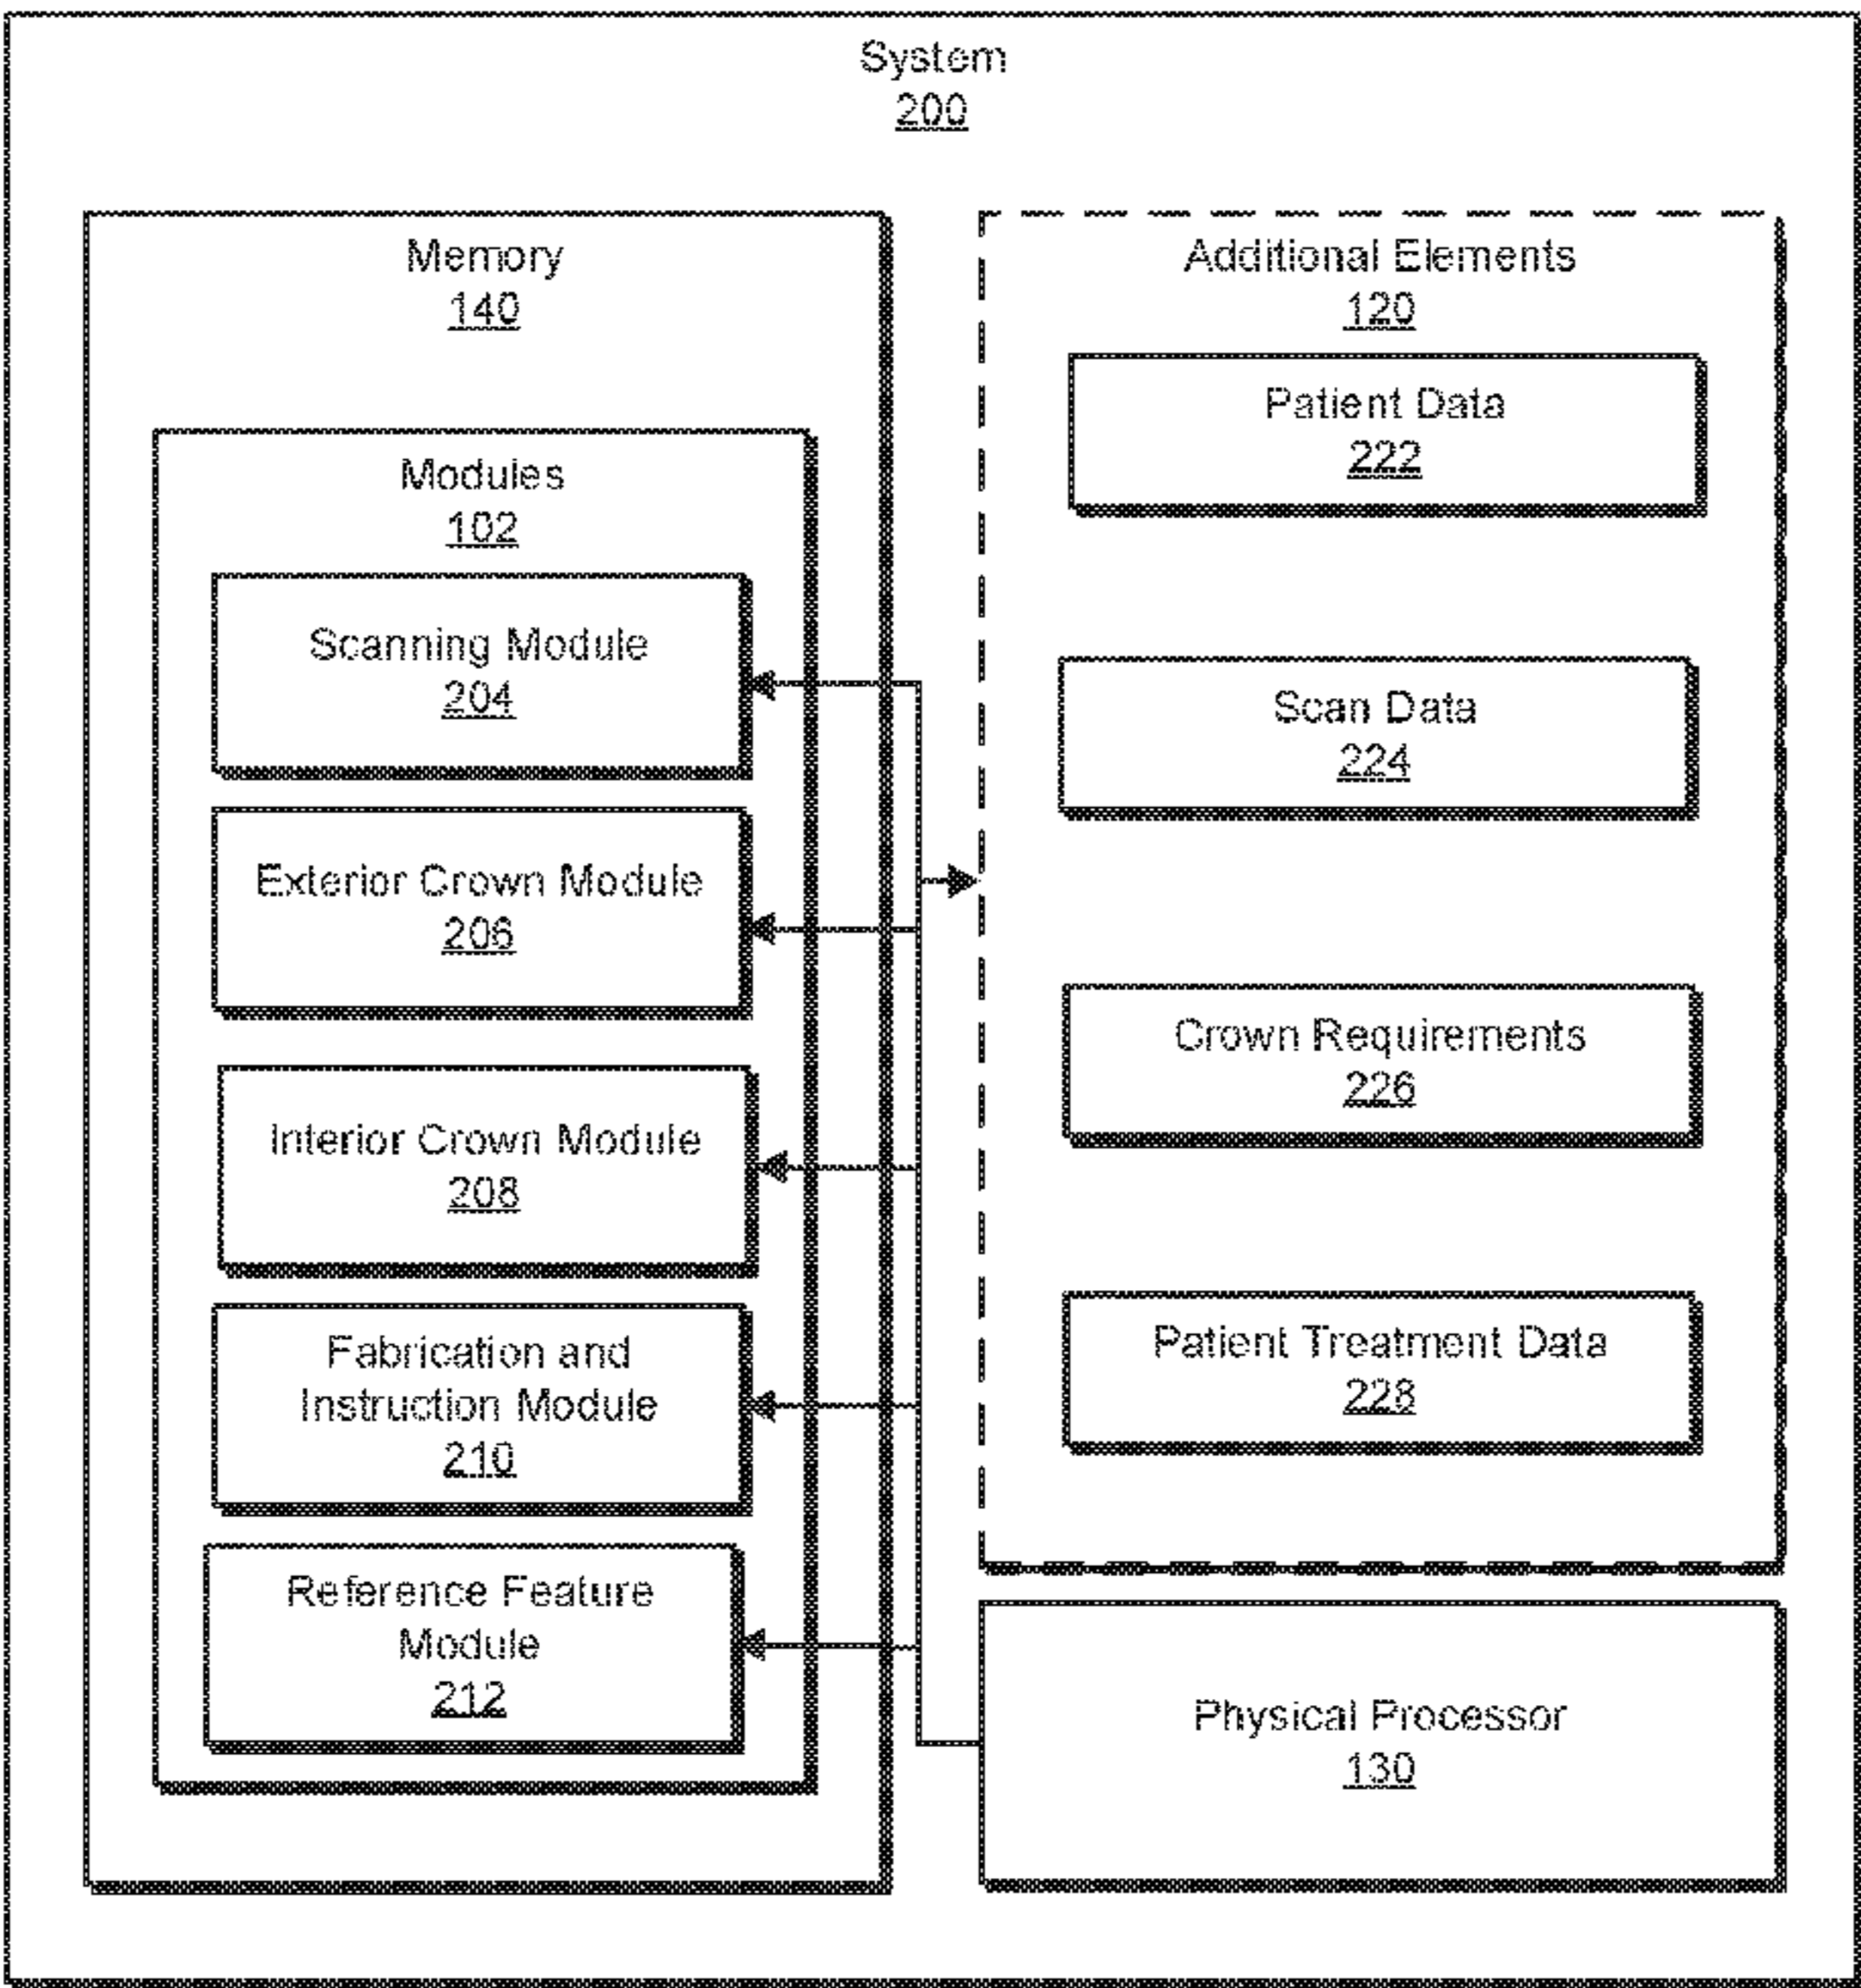 System
200
Memory
140
Modules
102
Scanning Module
204
Exterior Crown Module
206
Interior Crown Module
208
Fabrication and
Instruction Module
210
Reference Feature
Module
212
Additional Elements
120
Patient Data
222
Scan Data
224
Crown Requirements
226
Patient Treatment Data
228
Physical Processor
130